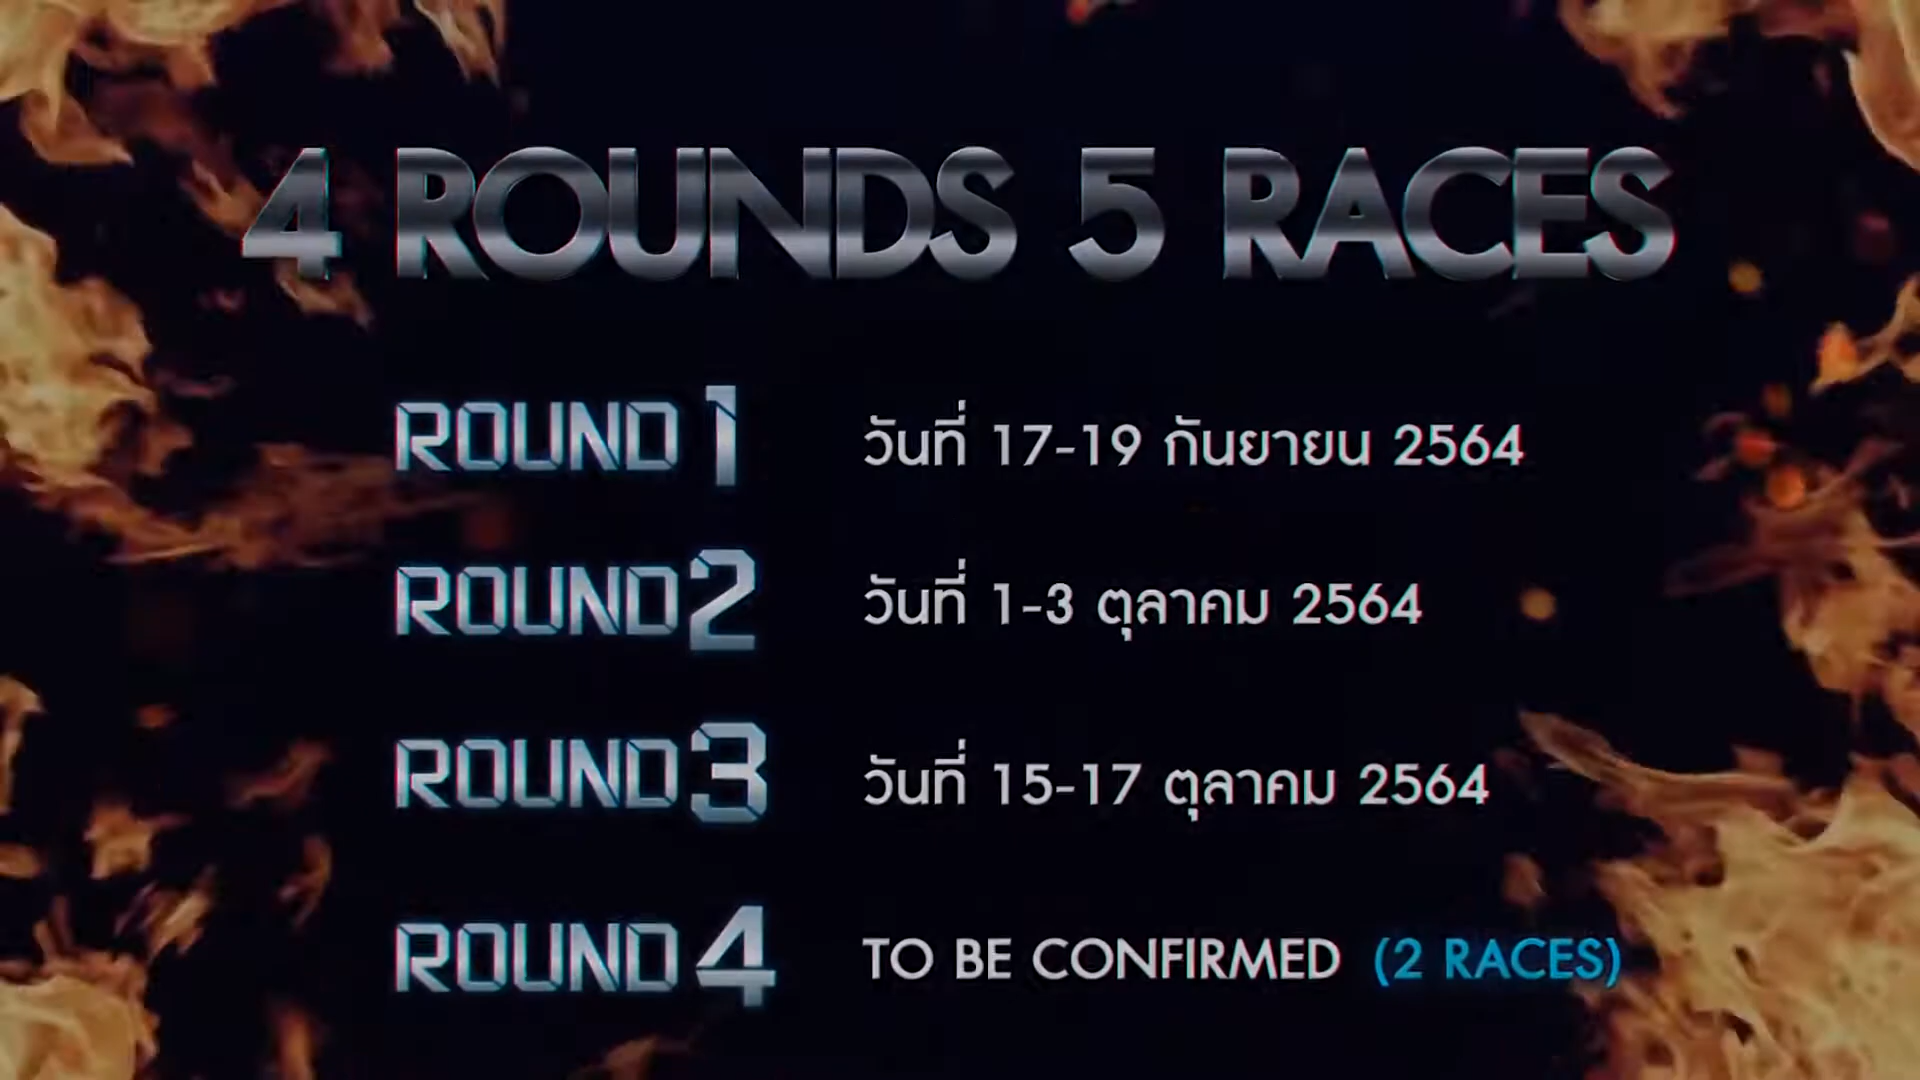 4 ROUNDS 5 RACES
ROUND 1 วันที่ 17-19 กันยายน 2564
ROUND 2 วันที่ 1-3 ตุลาคม 2564
ROUND 3 วันที่ 15-17 ตุลาคม 2564
ROUND 4 TO BE CONFIRMED (2 RACES)